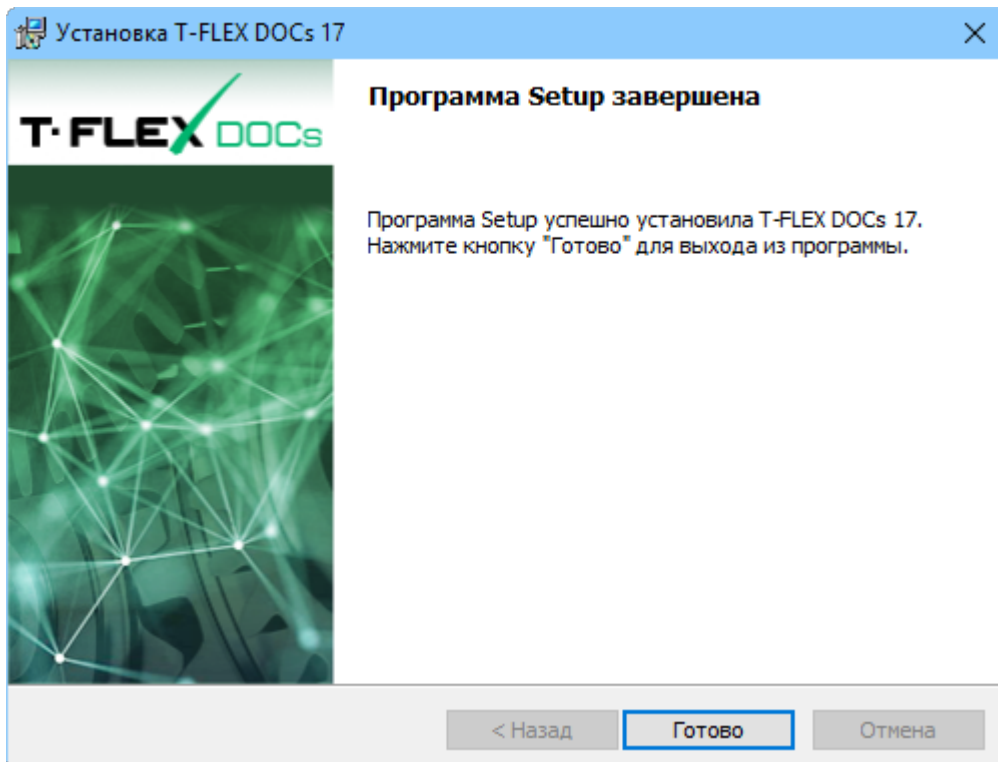 Установка T-FLEX DOCs 17
T-FLEX DOCs
Программа Setup завершена
Программа Setup успешно установила T-FLEX DOCs 17.
Нажмите кнопку "Готово" для выхода из программы.
< Назад
Готово
Отмена